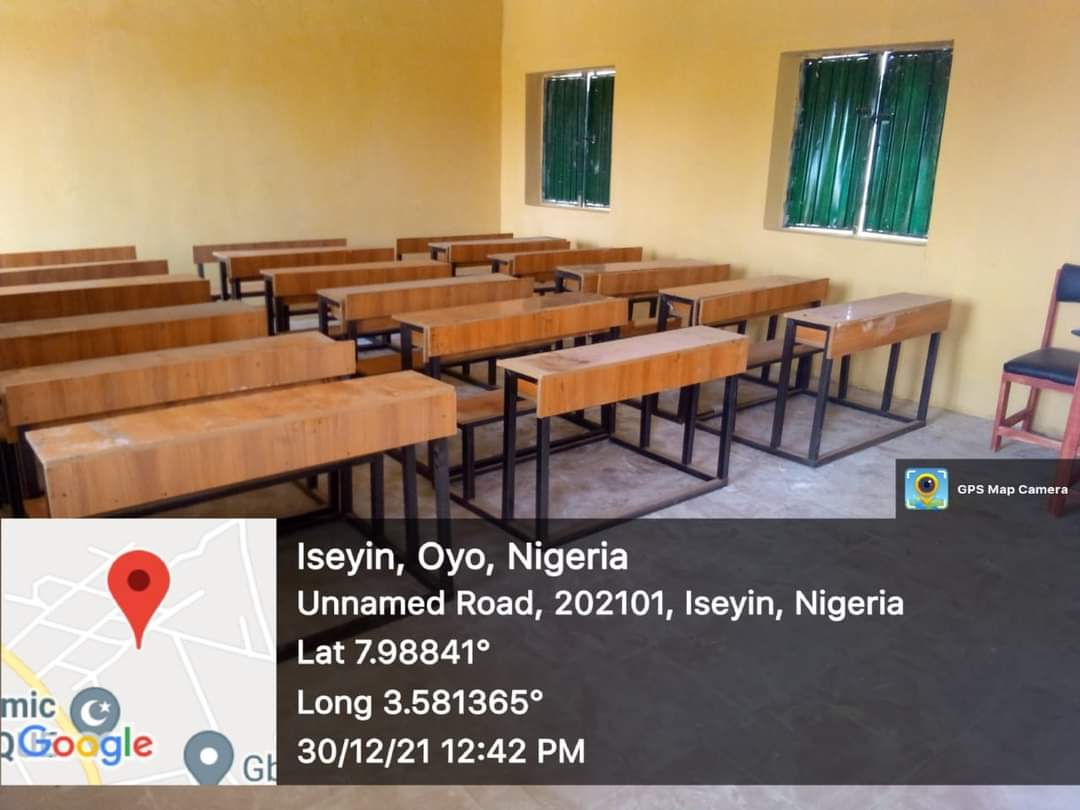 GPS Map Camera
Iseyin, Oyo, Nigeria
Unnamed Road, 202101, Iseyin, Nigeria
Lat 7.98841°
Long 3.581365°
30/12/21 12:42 PM
mic
Google
Gb